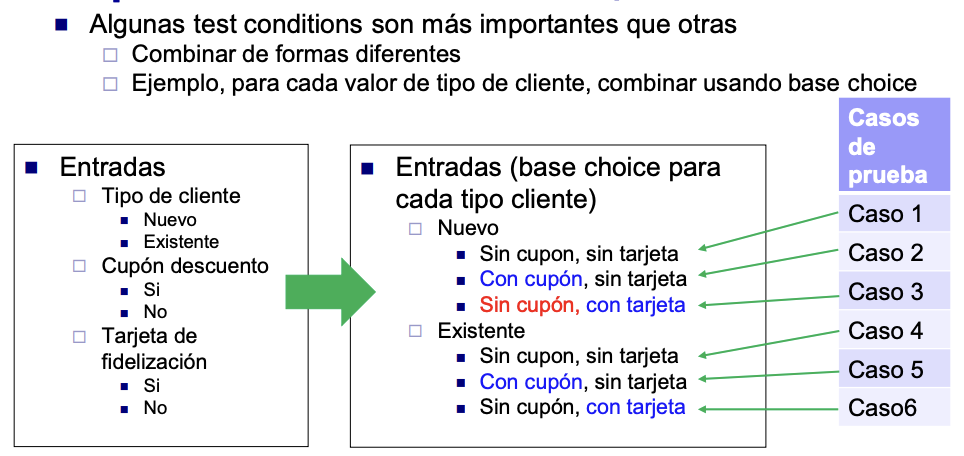 Algunas test conditions son más importantes que otras
Combinar de formas diferentes
Ejemplo, para cada valor de tipo de cliente, combinar usando base choice
Entradas
Tipo de cliente
Nuevo
Existente
Cupón descuento
Si
No
Tarjeta de
fidelización
Si
No
Entradas (base choice para
cada tipo cliente)
Nuevo
Sin cupon, sin tarjeta
Con cupón, sin tarjeta
Sin cupón, con tarjeta
Existente
Sin cupon, sin tarjeta
Con cupón, sin tarjeta
Sin cupón, con tarjeta
Casos
de
prueba
Caso 1
Caso 2
Caso 3
Caso 4
Caso 5
Caso6